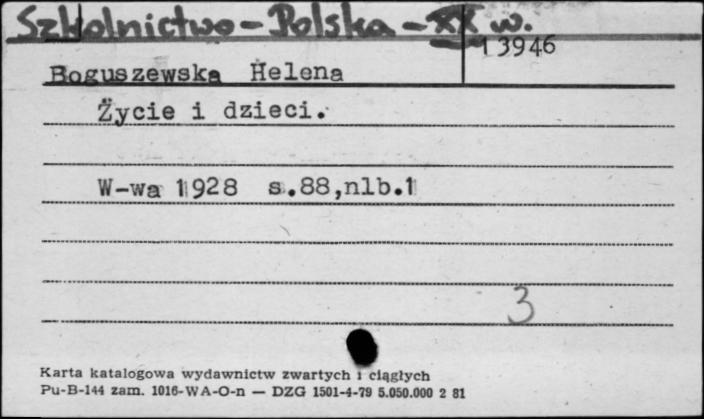 Szkolnictwo - Polska - XX w.
13946
Boguszewska Helena
Życie i dzieci.
W-wa 1928 s.88,nlb.1
3
Karta katalogowa wydawnictw zwartych i ciągłych
Pu-B-144 zam. 1016-WA-O-n — DZG 1501-4-79 5.050.000 2 81